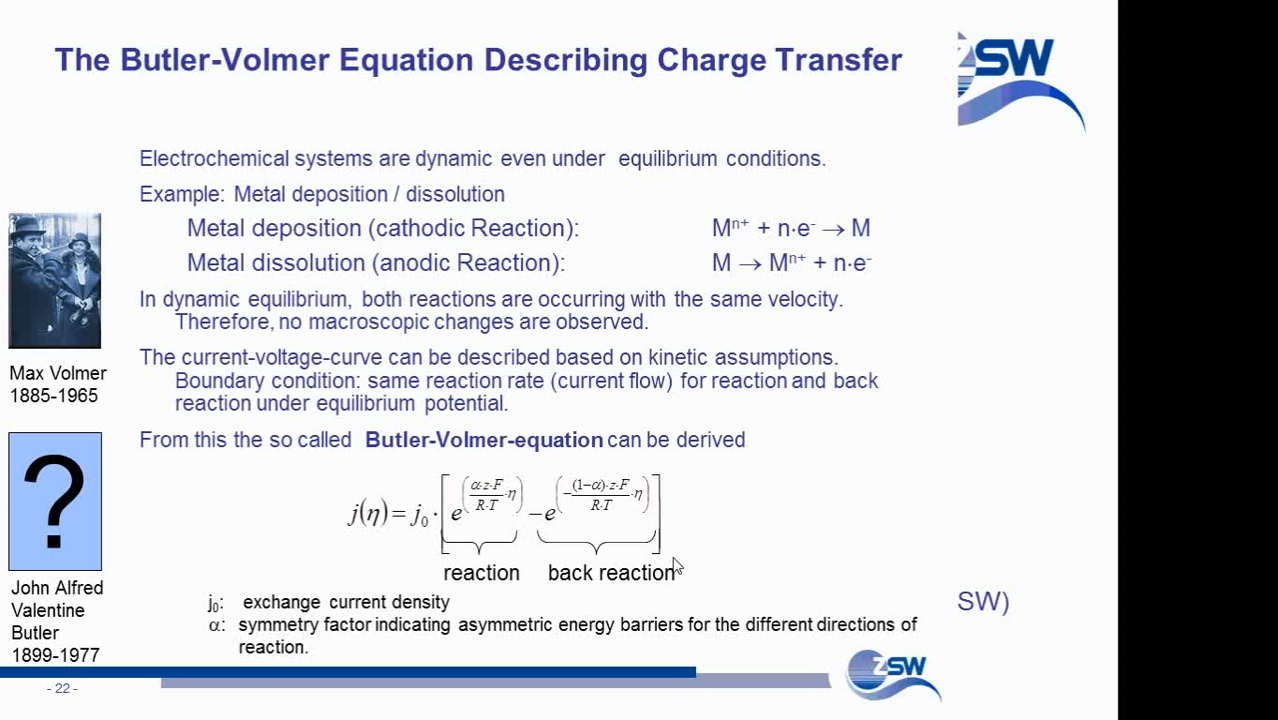 The Butler-Volmer Equation Describing Charge Transfer
ZSW
Electrochemical systems are dynamic even under equilibrium conditions.
Example: Metal deposition / dissolution
Metal deposition (cathodic Reaction): Mⁿ⁺ + n·e⁻ → M
Metal dissolution (anodic Reaction): M → Mⁿ⁺ + n·e⁻
In dynamic equilibrium, both reactions are occurring with the same velocity.
Therefore, no macroscopic changes are observed.
The current-voltage-curve can be described based on kinetic assumptions.
Boundary condition: same reaction rate (current flow) for reaction and back
reaction under equilibrium potential.
From this the so called Butler-Volmer-equation can be derived
j(η) = j₀ · [e^(α·z·F/R·T ·η) − e^(−(1−α)·z·F/R·T ·η)]
reaction back reaction
j₀: exchange current density
α: symmetry factor indicating asymmetric energy barriers for the different directions of
reaction.
Max Volmer
1885-1965
?
John Alfred
Valentine
Butler
1899-1977
SW)
- 22 -
ZSW